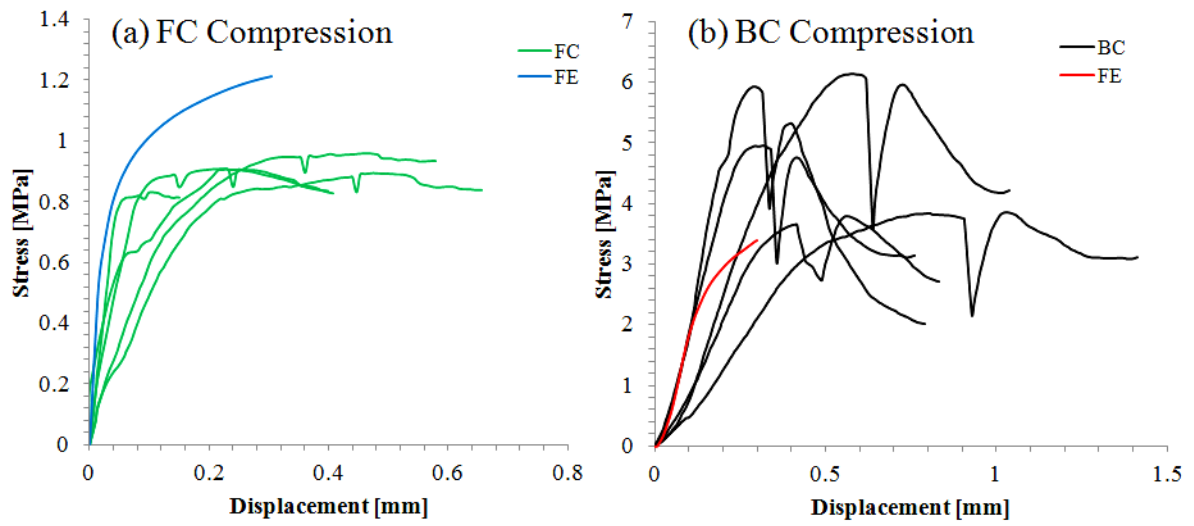 (a) FC Compression
FC
FE
Stress [MPa]
1.4
1.2
1
0.8
0.6
0.4
0.2
0
0 0.2 0.4 0.6 0.8
Displacement [mm]
(b) BC Compression
BC
FE
Stress [MPa]
7
6
5
4
3
2
1
0
0 0.5 1 1.5
Displacement [mm]